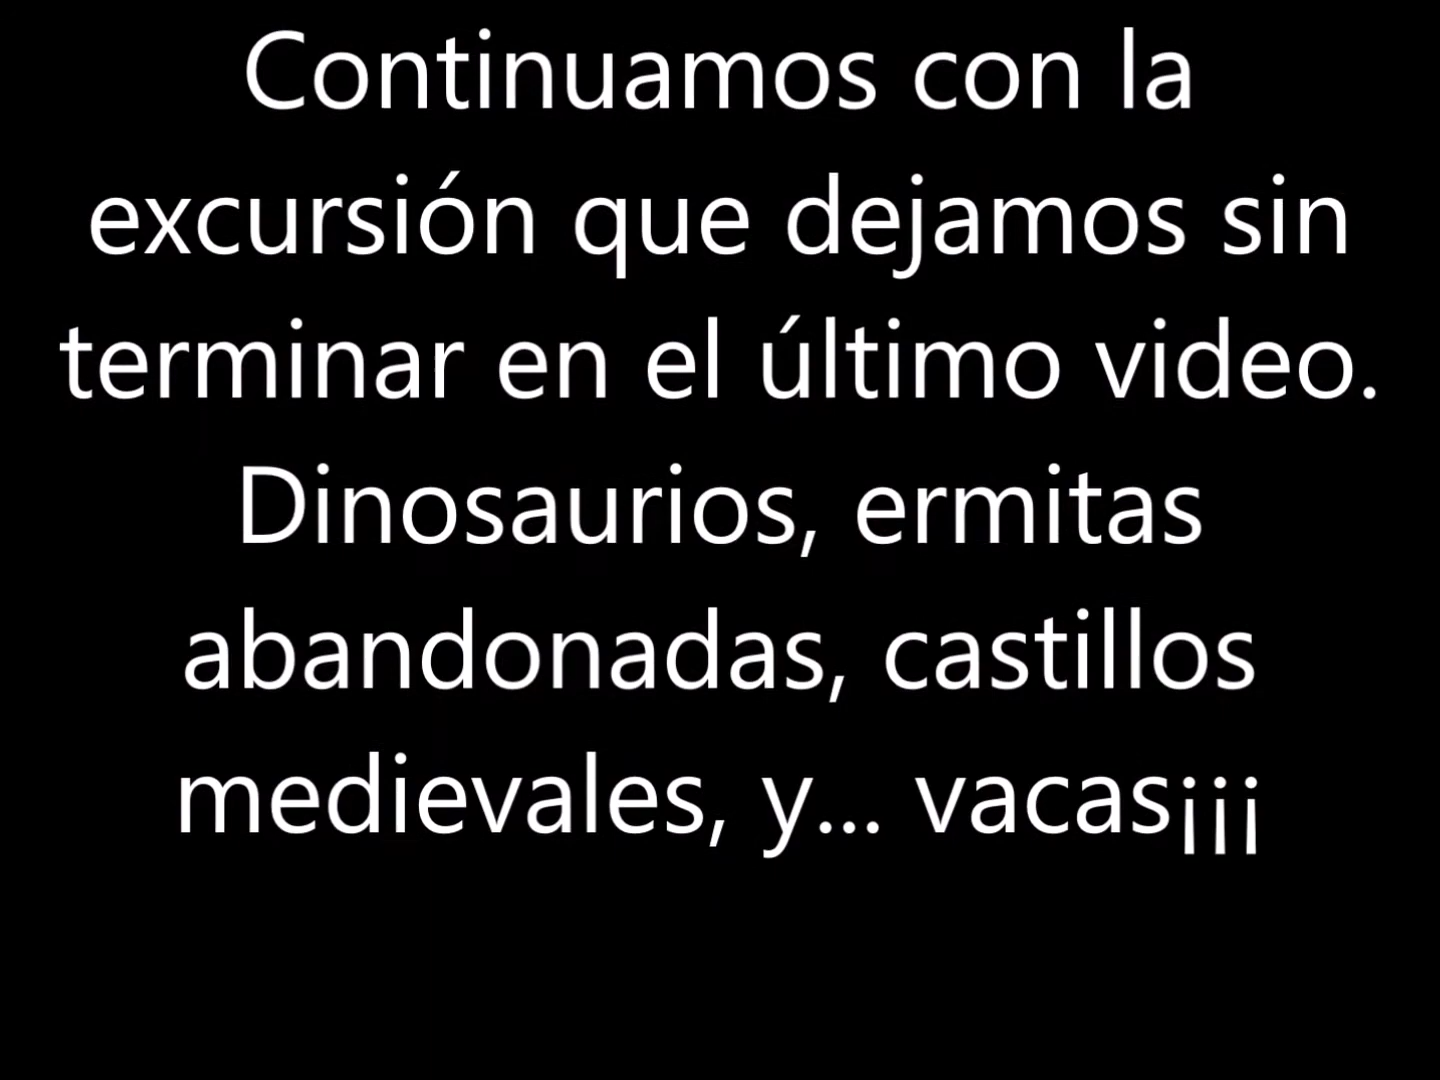 Continuamos con la
excursión que dejamos sin
terminar en el último video.
Dinosaurios, ermitas
abandonadas, castillos
medievales, y... vacas¡¡¡